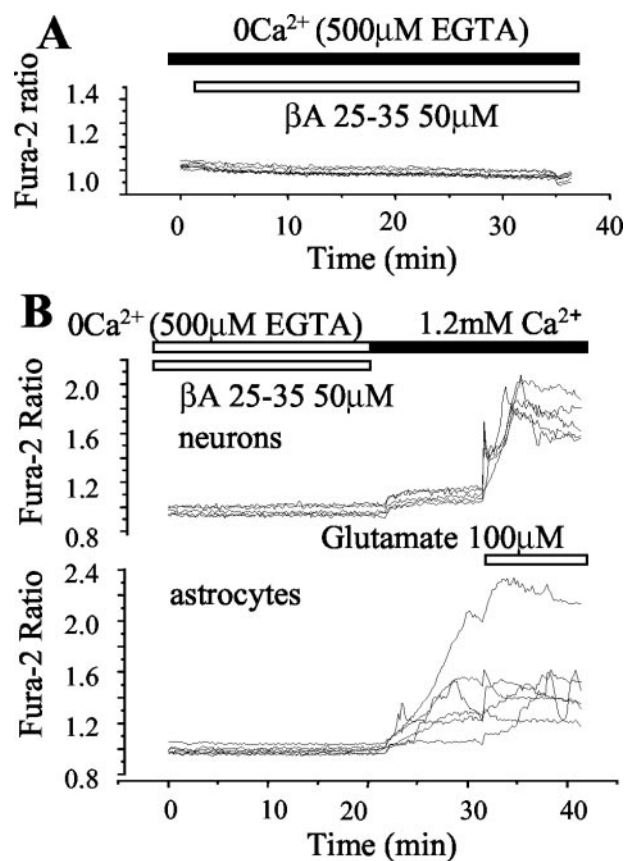 A
0Ca²⁺ (500μM EGTA)
βA 25-35 50μM
Fura-2 ratio
1.4
1.2
1.0
0 10 20 30 40
Time (min)
B
0Ca²⁺ (500μM EGTA) 1.2mM Ca²⁺
βA 25-35 50μM
neurons
Fura-2 Ratio
2.0
1.6
1.2
0.8
Glutamate 100μM
astrocytes
Fura-2 Ratio
2.4
2.0
1.6
1.2
0.8
0 10 20 30 40
Time (min)